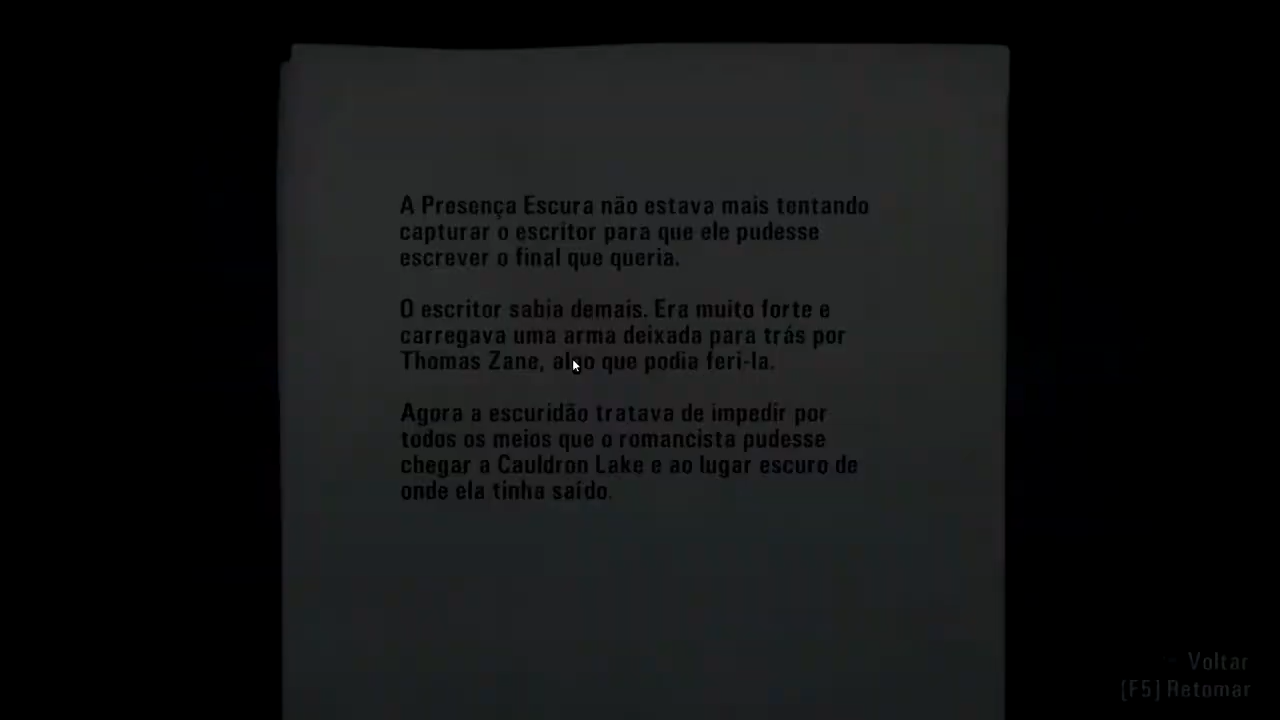 A Presença Escura não estava mais tentando
capturar o escritor para que ele pudesse
escrever o final que queria.
O escritor sabia demais. Era muito forte e
carregava uma arma deixada para trás por
Thomas Zane, algo que podia feri-la.
Agora a escuridão tratava de impedir por
todos os meios que o romancista pudesse
chegar a Cauldron Lake e ao lugar escuro de
onde ela tinha saído.
Voltar
[F5] Retomar